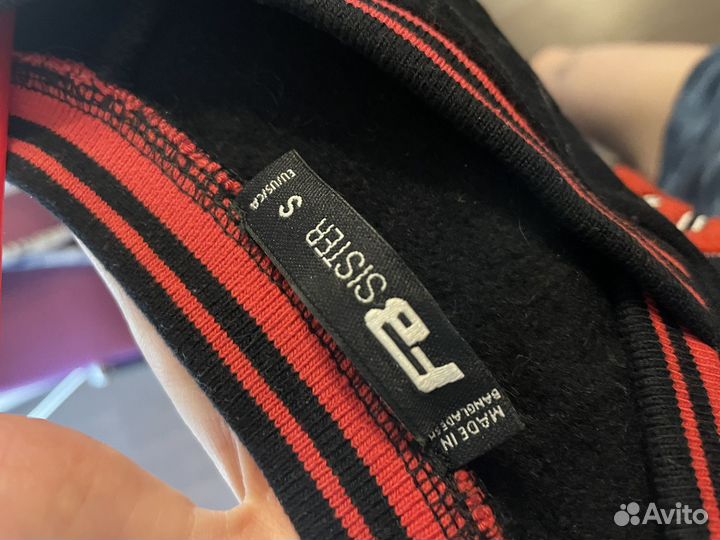 FB
SISTER
S
EU/US/CA
MADE IN
BANGLADESH
Avito